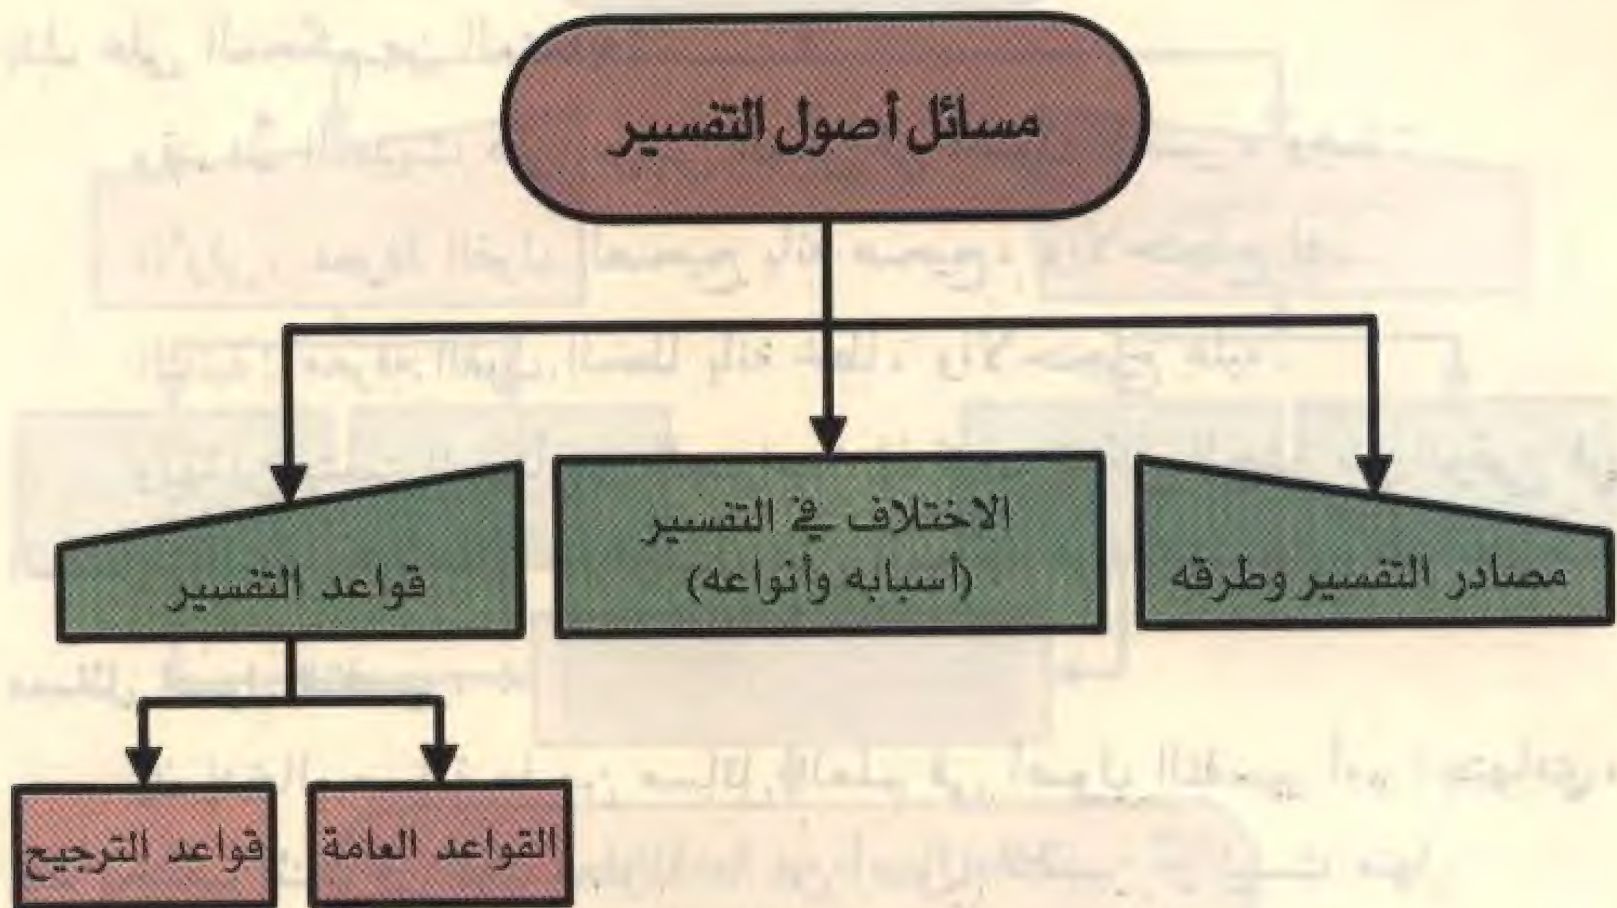 مسائل أصول التفسير
مصادر التفسير وطرقه
الاختلاف في التفسير
(أسبابه وأنواعه)
قواعد التفسير
القواعد العامة
قواعد الترجيح